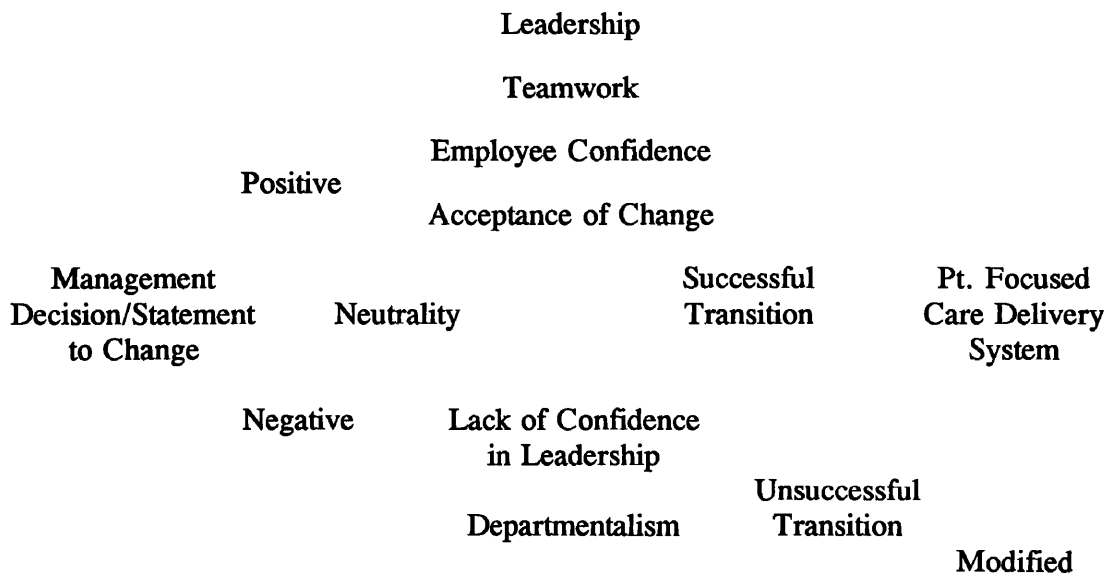 Leadership
Teamwork
Employee Confidence
Positive
Acceptance of Change
Management
Decision/Statement
to Change
Neutrality
Successful
Transition
Pt. Focused
Care Delivery
System
Negative
Lack of Confidence
in Leadership
Unsuccessful
Transition
Departmentalism
Modified